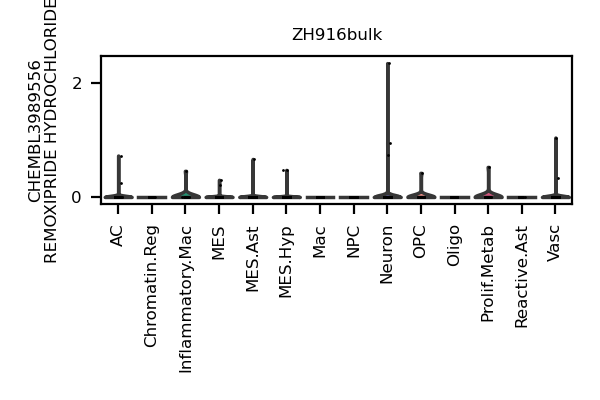 ZH916bulk
CHEMBL3989556
REMOXIPRIDE HYDROCHLORIDE
2
0
AC
Chromatin.Reg
Inflammatory.Mac
MES
MES.Ast
MES.Hyp
Mac
NPC
Neuron
OPC
Oligo
Prolif.Metab
Reactive.Ast
Vasc